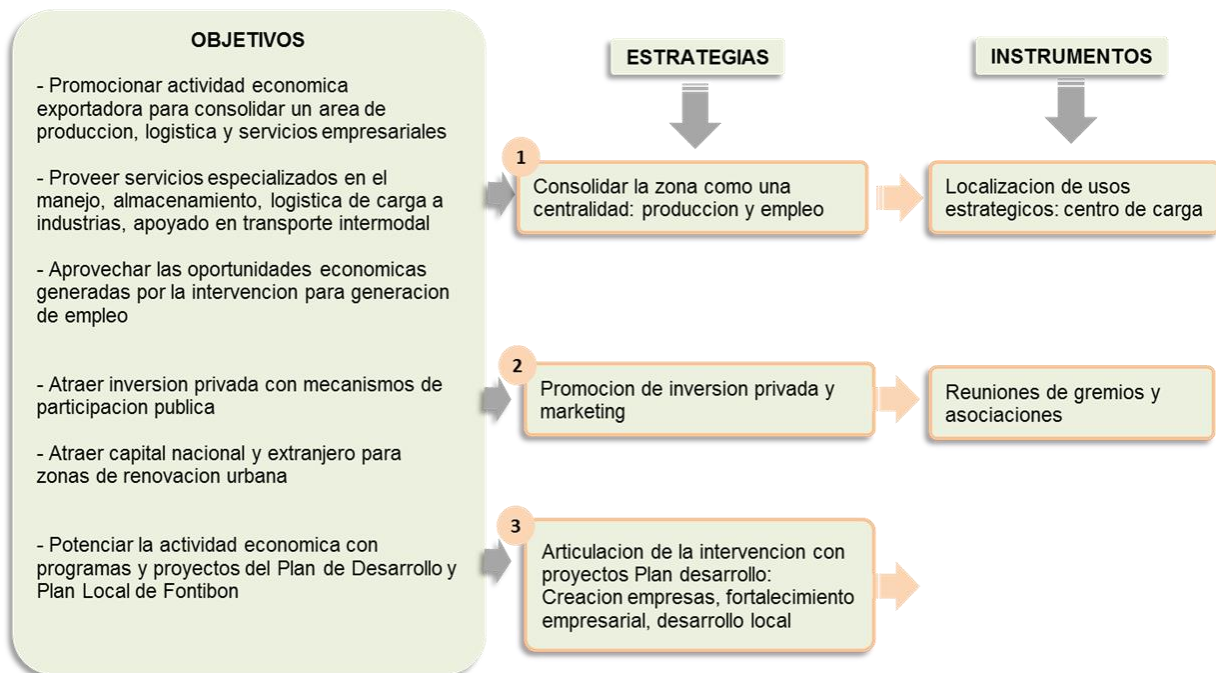 OBJETIVOS
- Promocionar actividad economica
exportadora para consolidar un area de
produccion, logistica y servicios empresariales
- Proveer servicios especializados en el
manejo, almacenamiento, logistica de carga a
industrias, apoyado en transporte intermodal
- Aprovechar las oportunidades economicas
generadas por la intervencion para generacion
de empleo
- Atraer inversion privada con mecanismos de
participacion publica
- Atraer capital nacional y extranjero para
zonas de renovacion urbana
- Potenciar la actividad economica con
programas y proyectos del Plan de Desarrollo y
Plan Local de Fontibon
ESTRATEGIAS
1
Consolidar la zona como una
centralidad: produccion y empleo
2
Promocion de inversion privada y
marketing
3
Articulacion de la intervencion con
proyectos Plan desarrollo:
Creacion empresas, fortalecimiento
empresarial, desarrollo local
INSTRUMENTOS
Localizacion de usos
estrategicos: centro de carga
Reuniones de gremios y
asociaciones